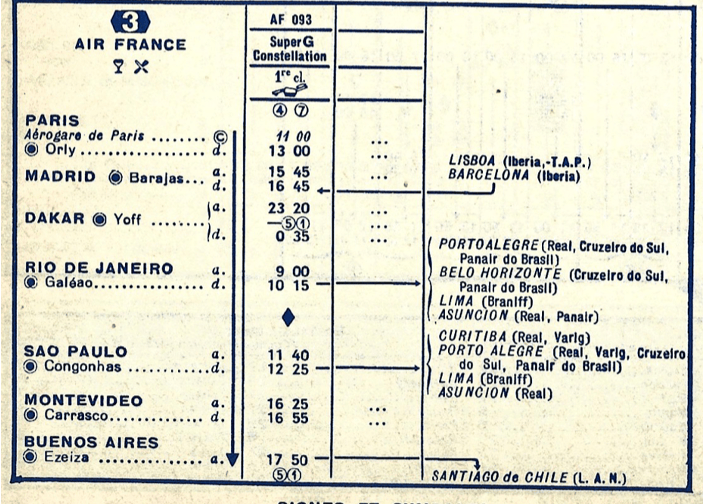 3
AIR FRANCE
AF 093
Super G
Constellation
1re cl.
④ ⑦
PARIS
Aérogare de Paris ........ Ⓒ 11 00 ...
Orly ................ d. 13 00 ...
MADRID Barajas... a. 15 45 ...
d. 16 45
LISBOA (Iberia,-T.A.P.)
BARCELONA (Iberia)
DAKAR Yoff ........ a. 23 20 ...
—⑤①
d. 0 35 ...
RIO DE JANEIRO a. 9 00
Galéao.............. d. 10 15
PORTOALEGRE (Real, Cruzeiro do Sul,
Panair do Brasil)
BELO HORIZONTE (Cruzeiro do Sul,
Panair do Brasil)
LIMA (Braniff)
ASUNCION (Real, Panair)
SAO PAULO a. 11 40
Congonhas ........... d. 12 25
CURITIBA (Real, Varig)
PORTO ALEGRE (Real, Varig, Cruzeiro
do Sul, Panair do Brasil)
LIMA (Braniff)
ASUNCION (Real)
MONTEVIDEO a. 16 25 ...
Carrasco............ d. 16 55 ...
BUENOS AIRES
Ezeiza ............. a. 17 50
⑤①
SANTIAGO de CHILE (L. A. N.)